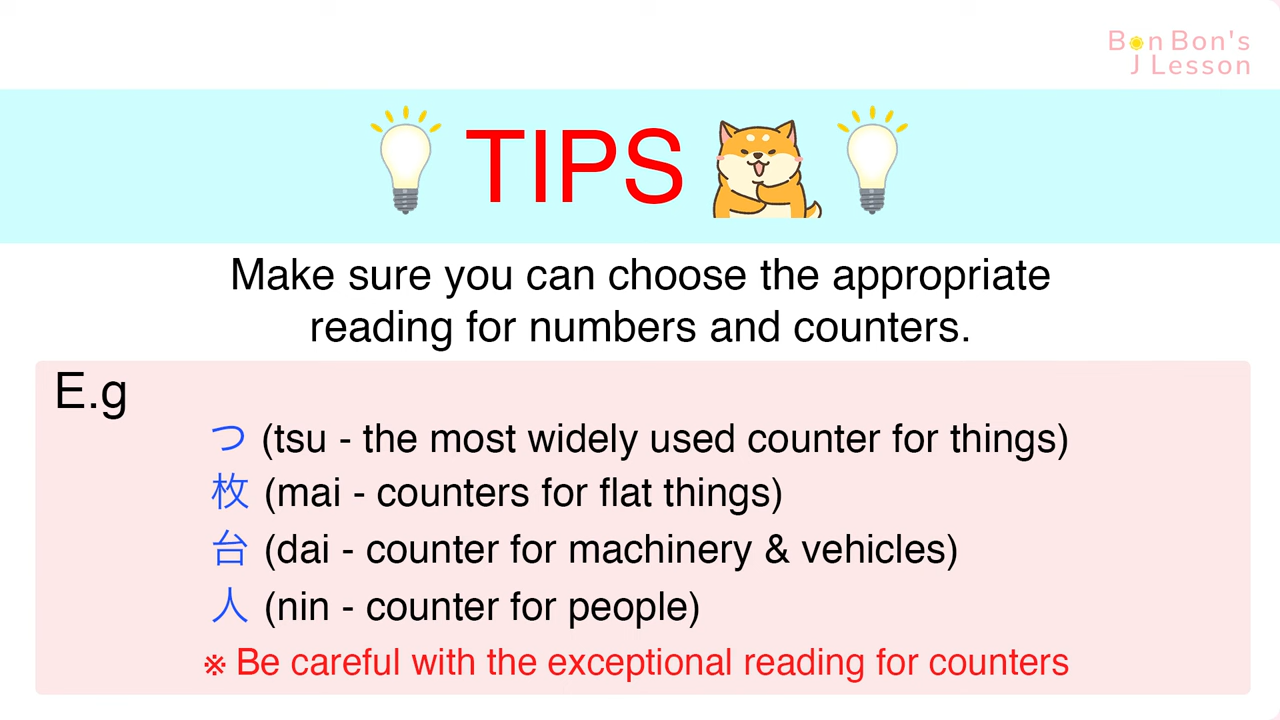 Bon Bon's
J Lesson
TIPS
Make sure you can choose the appropriate
reading for numbers and counters.
E.g
つ (tsu - the most widely used counter for things)
枚 (mai - counters for flat things)
台 (dai - counter for machinery & vehicles)
人 (nin - counter for people)
※ Be careful with the exceptional reading for counters